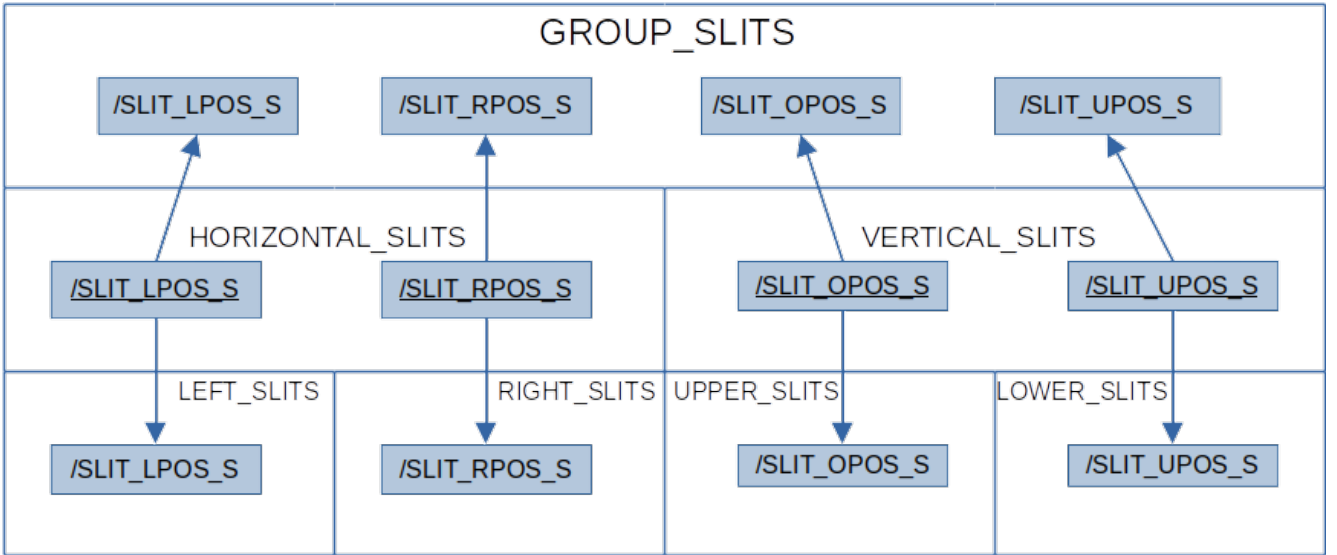 GROUP_SLITS
/SLIT_LPOS_S
/SLIT_RPOS_S
/SLIT_OPOS_S
/SLIT_UPOS_S
HORIZONTAL_SLITS
VERTICAL_SLITS
/SLIT_LPOS_S
/SLIT_RPOS_S
/SLIT_OPOS_S
/SLIT_UPOS_S
LEFT_SLITS
RIGHT_SLITS
UPPER_SLITS
LOWER_SLITS
/SLIT_LPOS_S
/SLIT_RPOS_S
/SLIT_OPOS_S
/SLIT_UPOS_S